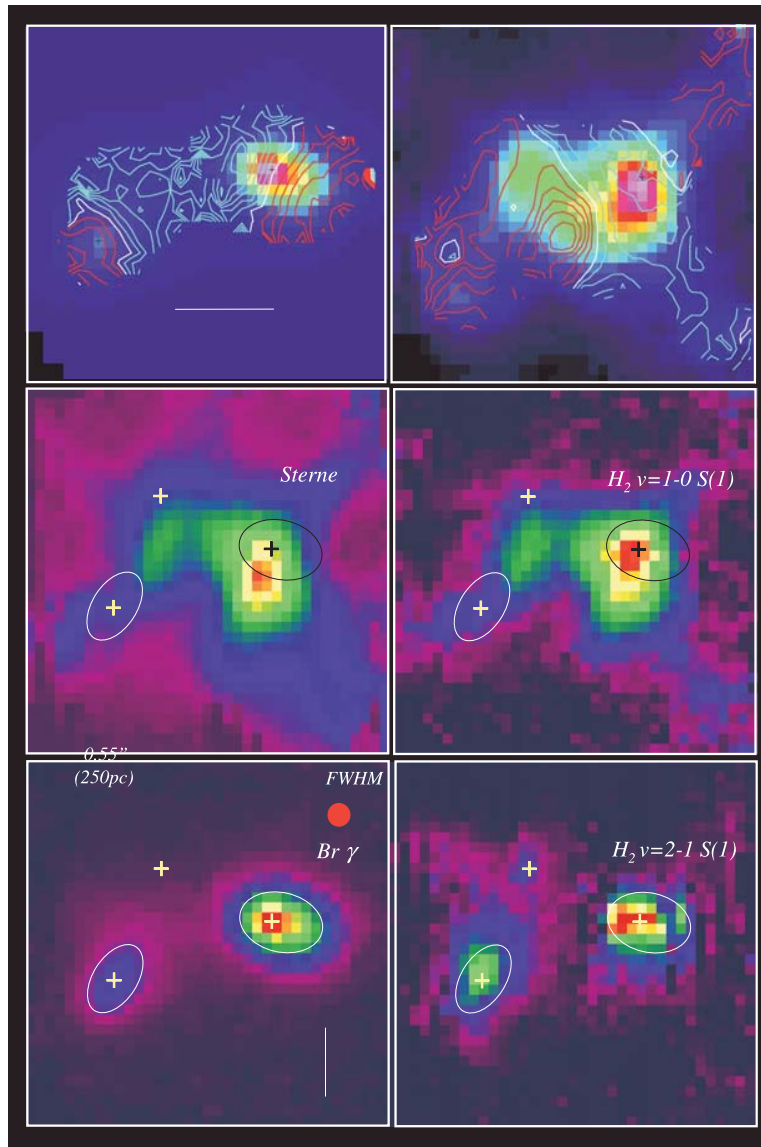 Sterne
H₂ v=1-0 S(1)
0.55"
(250pc)
FWHM
Br γ
H₂ v=2-1 S(1)